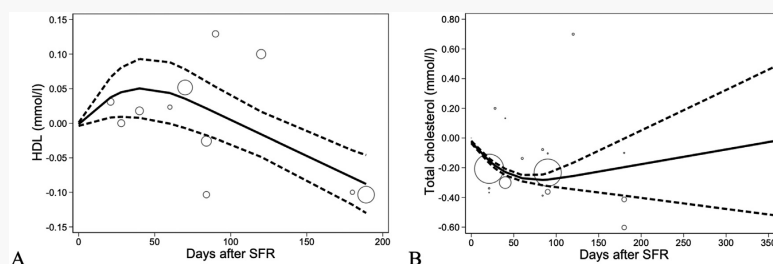 0.15
0.10
0.05
0.00
-0.05
-0.10
-0.15
HDL (mmol/l)
0 50 100 150 200
Days after SFR
A
0.80
0.60
0.40
0.20
0.00
-0.20
-0.40
-0.60
Total cholesterol (mmol/l)
0 50 100 150 200 250 300 350
Days after SFR
B